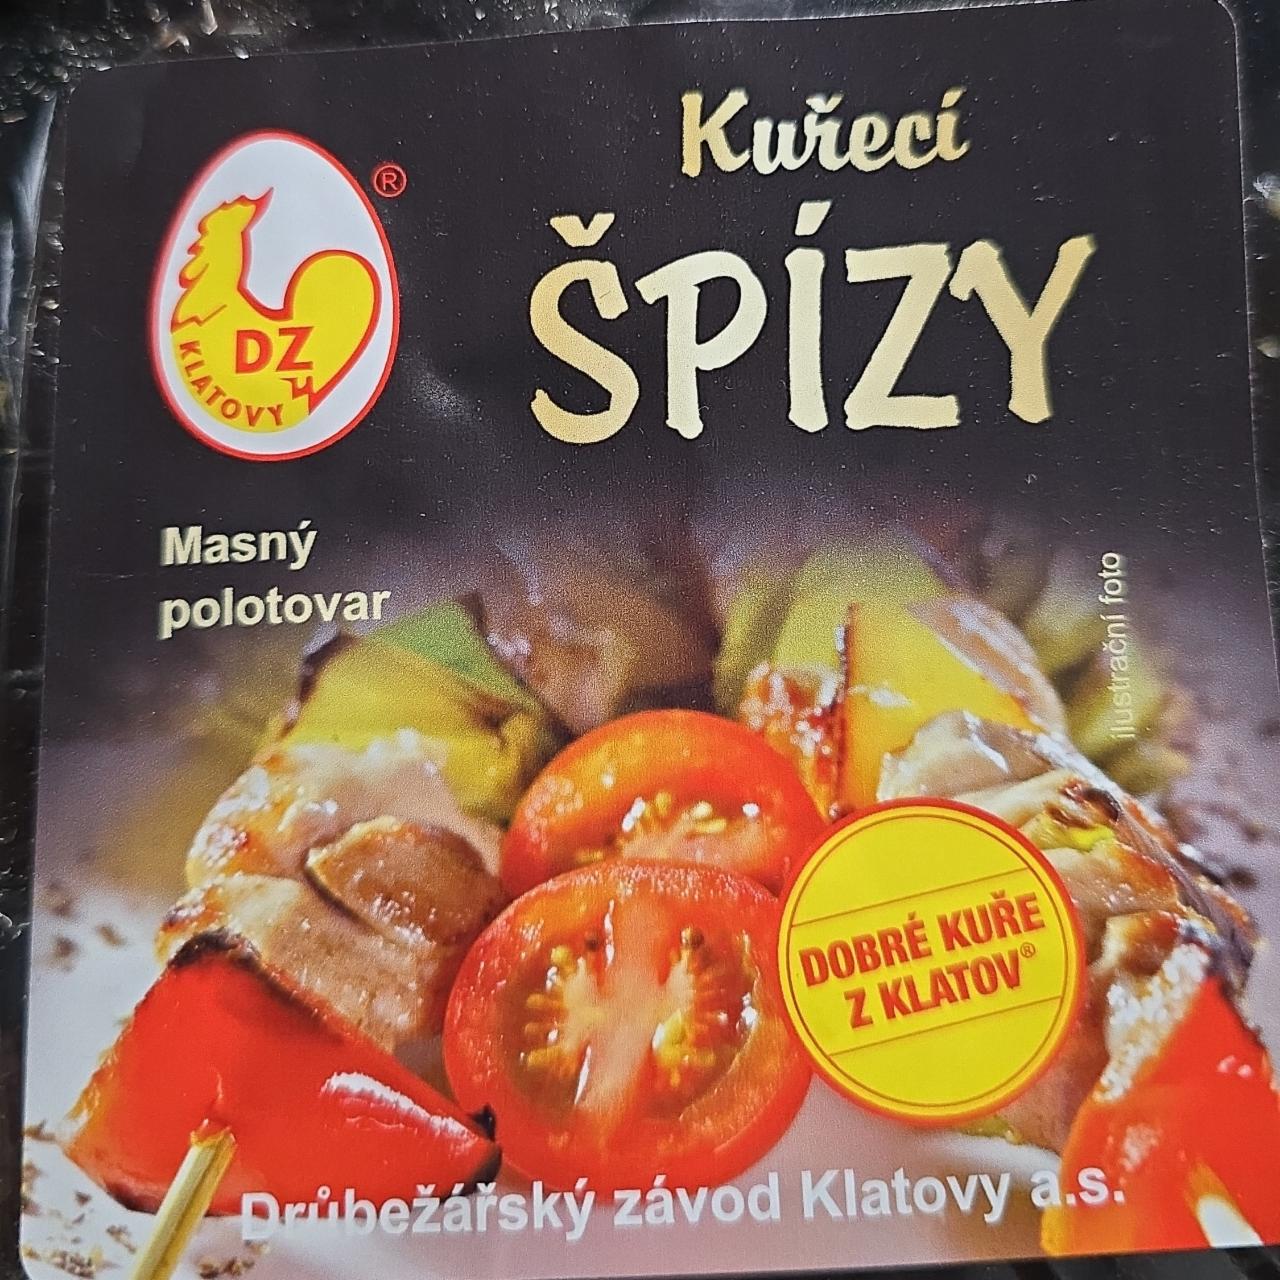 Kuřecí
ŠPÍZY
®
DZ
KLATOVY
Masný
polotovar
ilustrační foto
DOBRÉ KUŘE
Z KLATOV®
Drůbežářský závod Klatovy a.s.